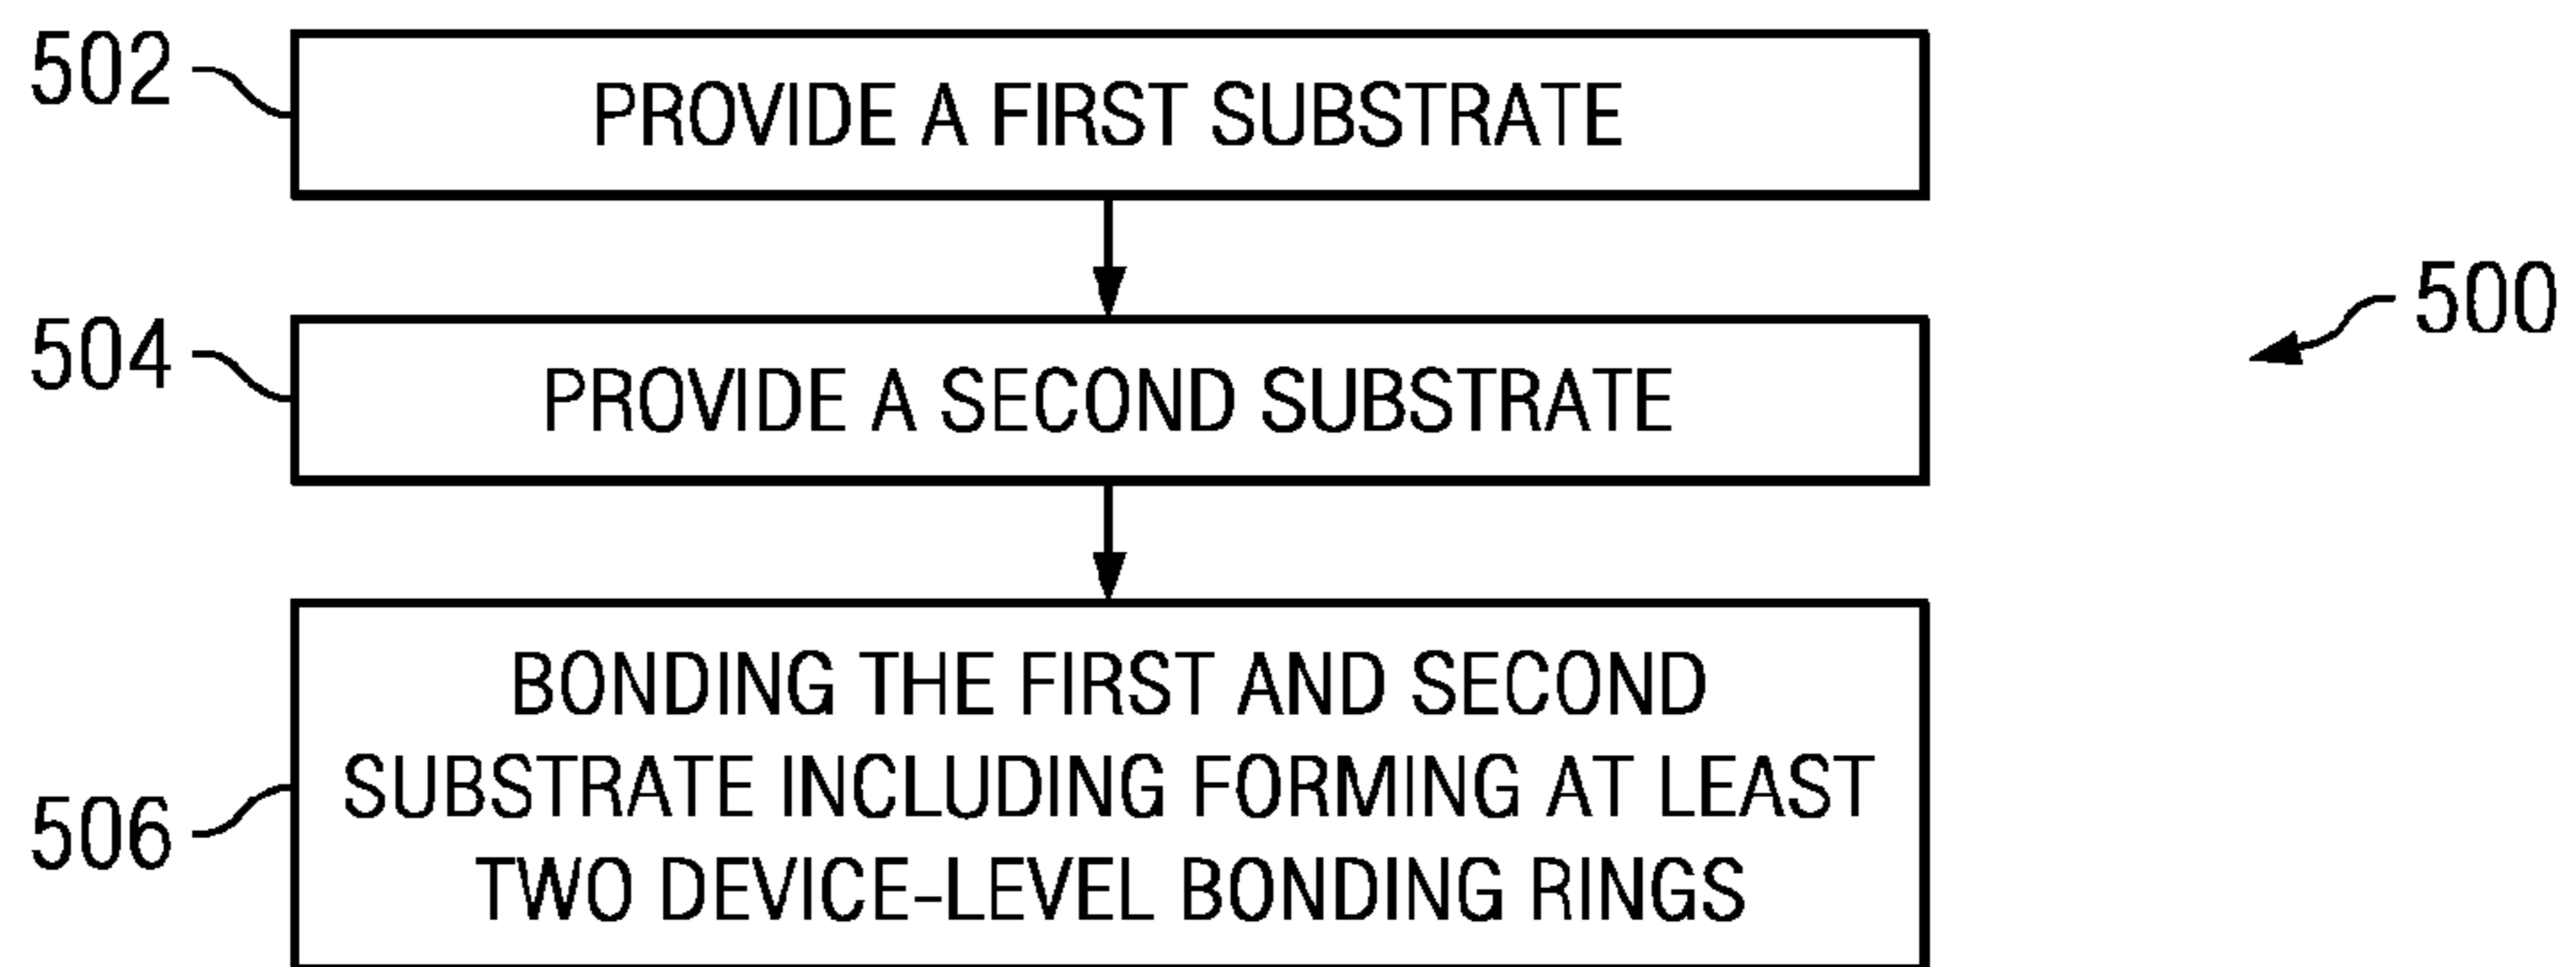 502
PROVIDE A FIRST SUBSTRATE
500
504
PROVIDE A SECOND SUBSTRATE
506
BONDING THE FIRST AND SECOND
SUBSTRATE INCLUDING FORMING AT LEAST
TWO DEVICE-LEVEL BONDING RINGS